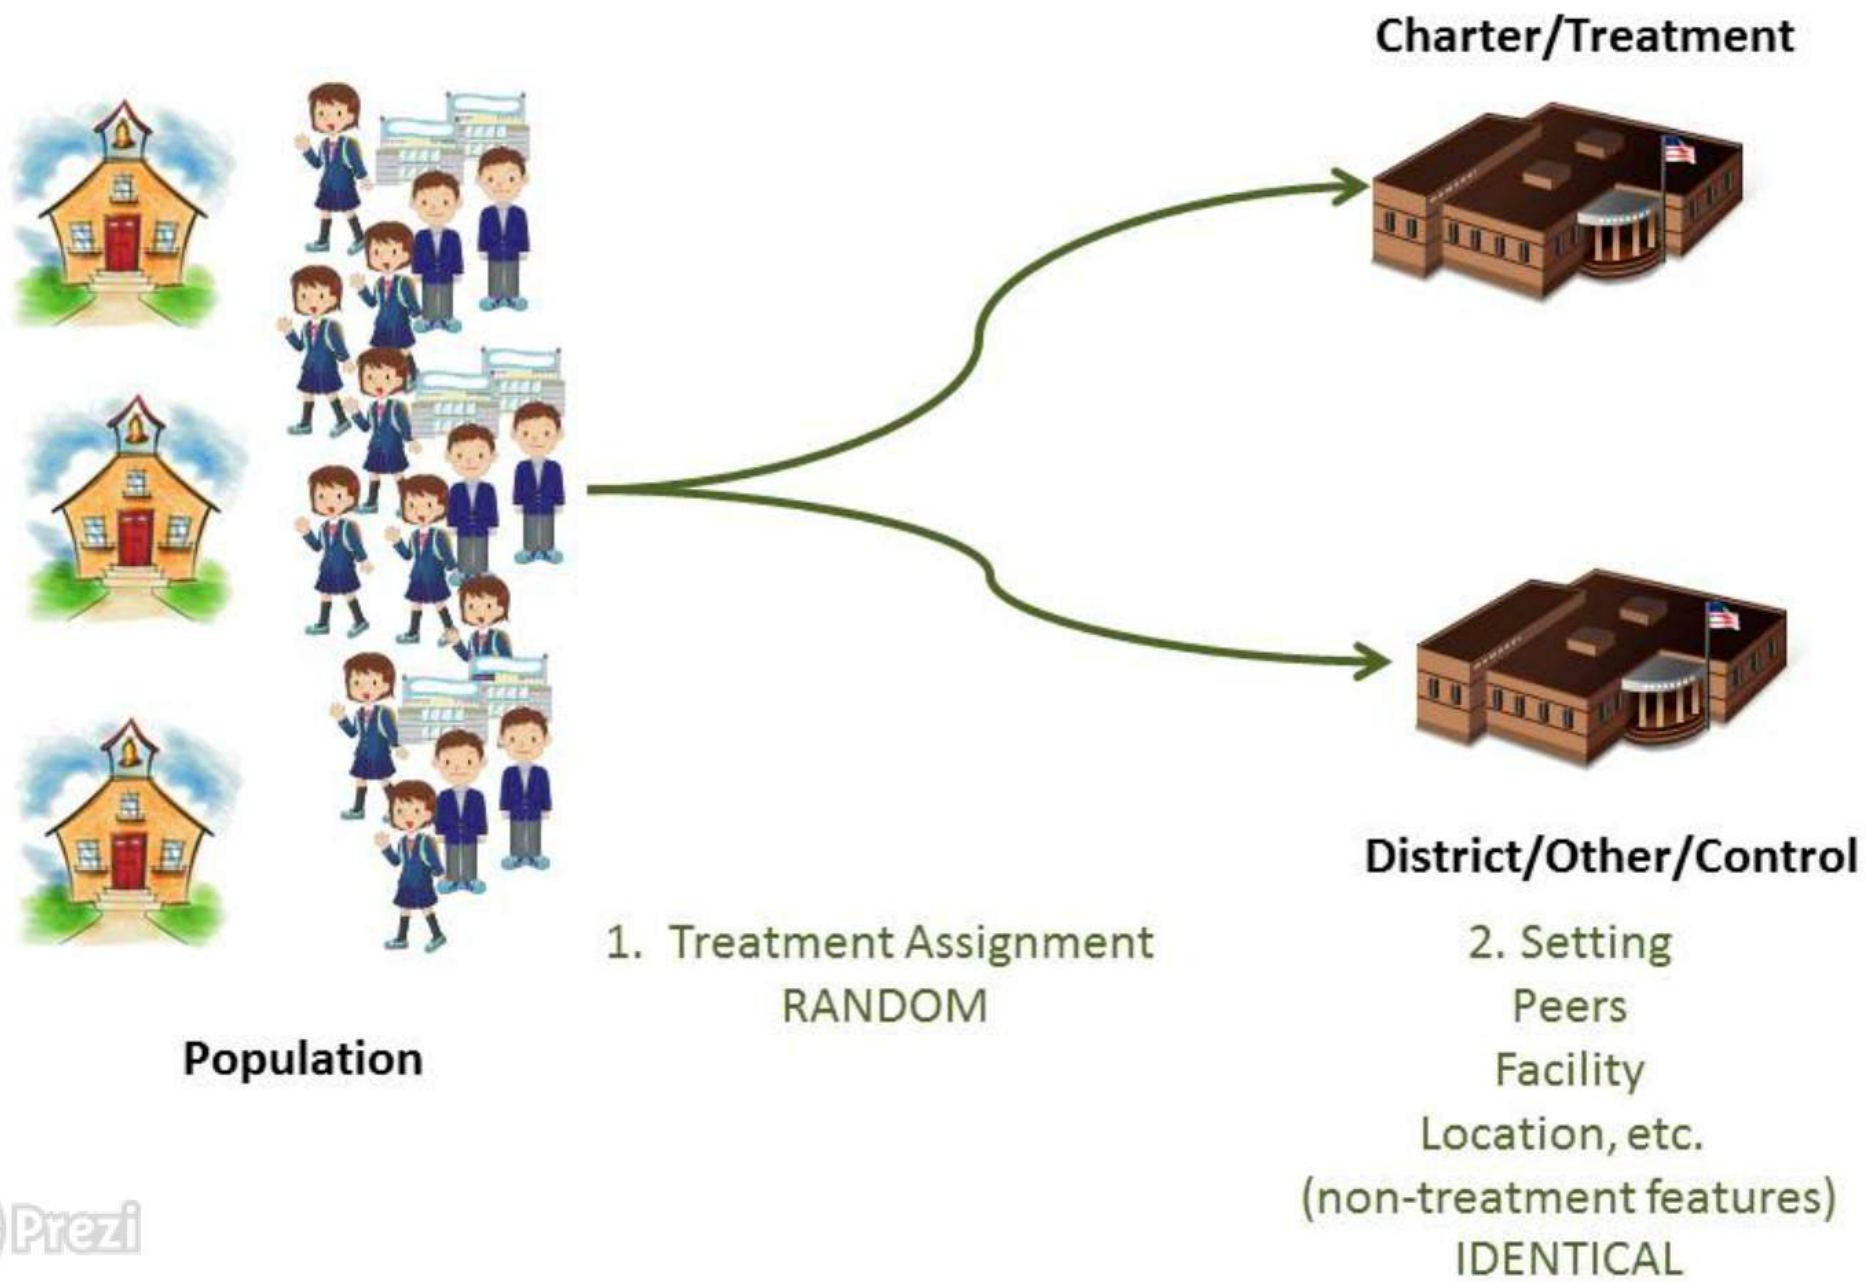 Charter/Treatment
District/Other/Control
1. Treatment Assignment
RANDOM
2. Setting
Peers
Facility
Location, etc.
(non-treatment features)
IDENTICAL
Population
Prezi